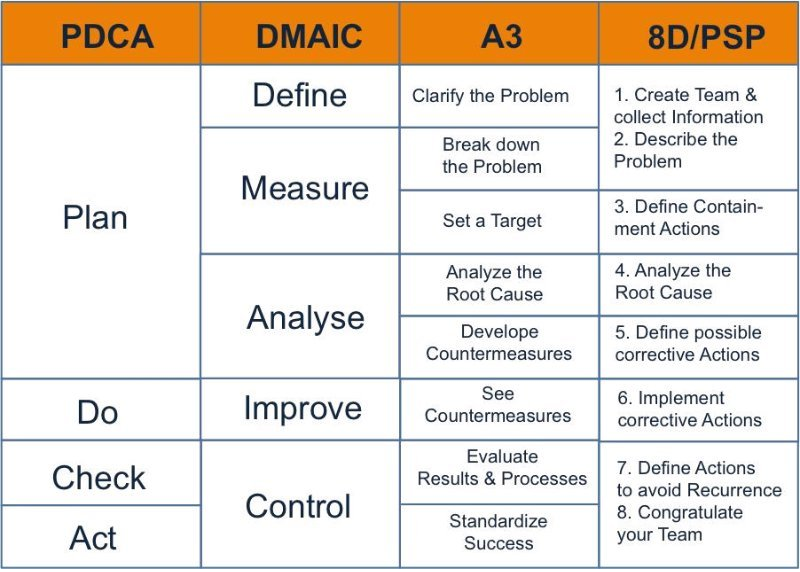 PDCA
DMAIC
A3
8D/PSP
Plan
Define
Clarify the Problem
1. Create Team &
collect Information
2. Describe the
Problem
Measure
Break down
the Problem
Set a Target
3. Define Contain-
ment Actions
Analyse
Analyze the
Root Cause
4. Analyze the
Root Cause
Develope
Countermeasures
5. Define possible
corrective Actions
Do
Improve
See
Countermeasures
6. Implement
corrective Actions
Check
Control
Evaluate
Results & Processes
7. Define Actions
to avoid Recurrence
8. Congratulate
your Team
Act
Standardize
Success